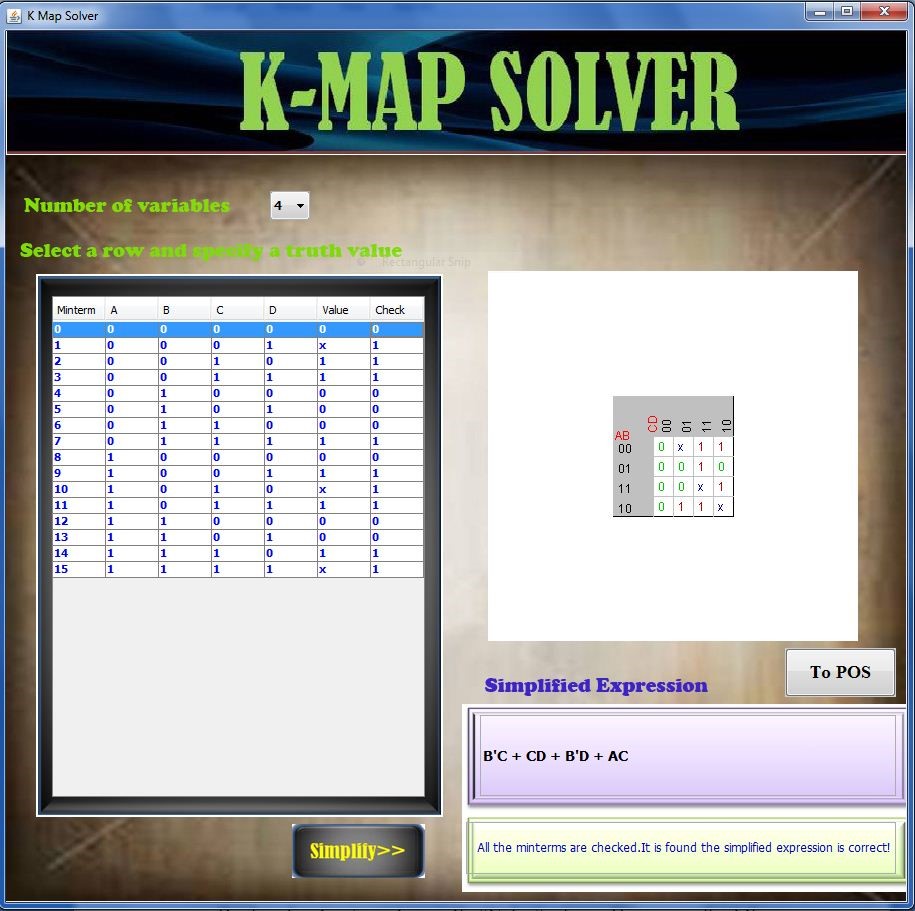 K Map Solver
K-MAP SOLVER
Number of variables 4
Select a row and specify a truth value
Rectangular Snip
Minterm A B C D Value Check
0 0 0 0 0 0 0
1 0 0 0 1 x 1
2 0 0 1 0 1 1
3 0 0 1 1 1 1
4 0 1 0 0 0 0
5 0 1 0 1 0 0
6 0 1 1 0 0 0
7 0 1 1 1 1 1
8 1 0 0 0 0 0
9 1 0 0 1 1 1
10 1 0 1 0 x 1
11 1 0 1 1 1 1
12 1 1 0 0 0 0
13 1 1 0 1 0 0
14 1 1 1 0 1 1
15 1 1 1 1 x 1
CD 00 01 11 10
AB
00 0 x 1 1
01 0 0 1 0
11 0 0 x 1
10 0 1 1 x
To POS
Simplified Expression
B'C + CD + B'D + AC
Simplify>>
All the minterms are checked.It is found the simplified expression is correct!